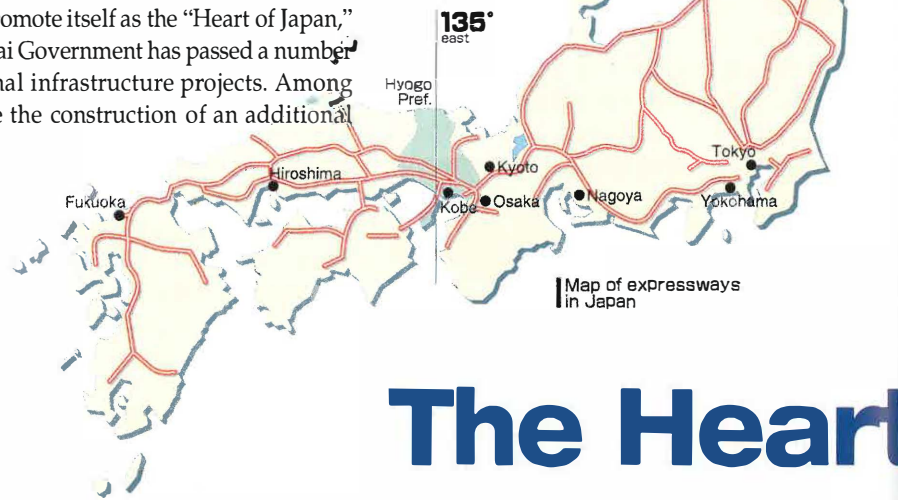 omote itself as the “Heart of Japan,”
ai Government has passed a number
nal infrastructure projects. Among
e the construction of an additional
135°
east
Hyogo
Pref.
Tokyo
Kyoto
Hiroshima
Fukuoka
Kobe
Osaka
Nagoya
Yokohama
Map of expressways
in Japan
The Heart